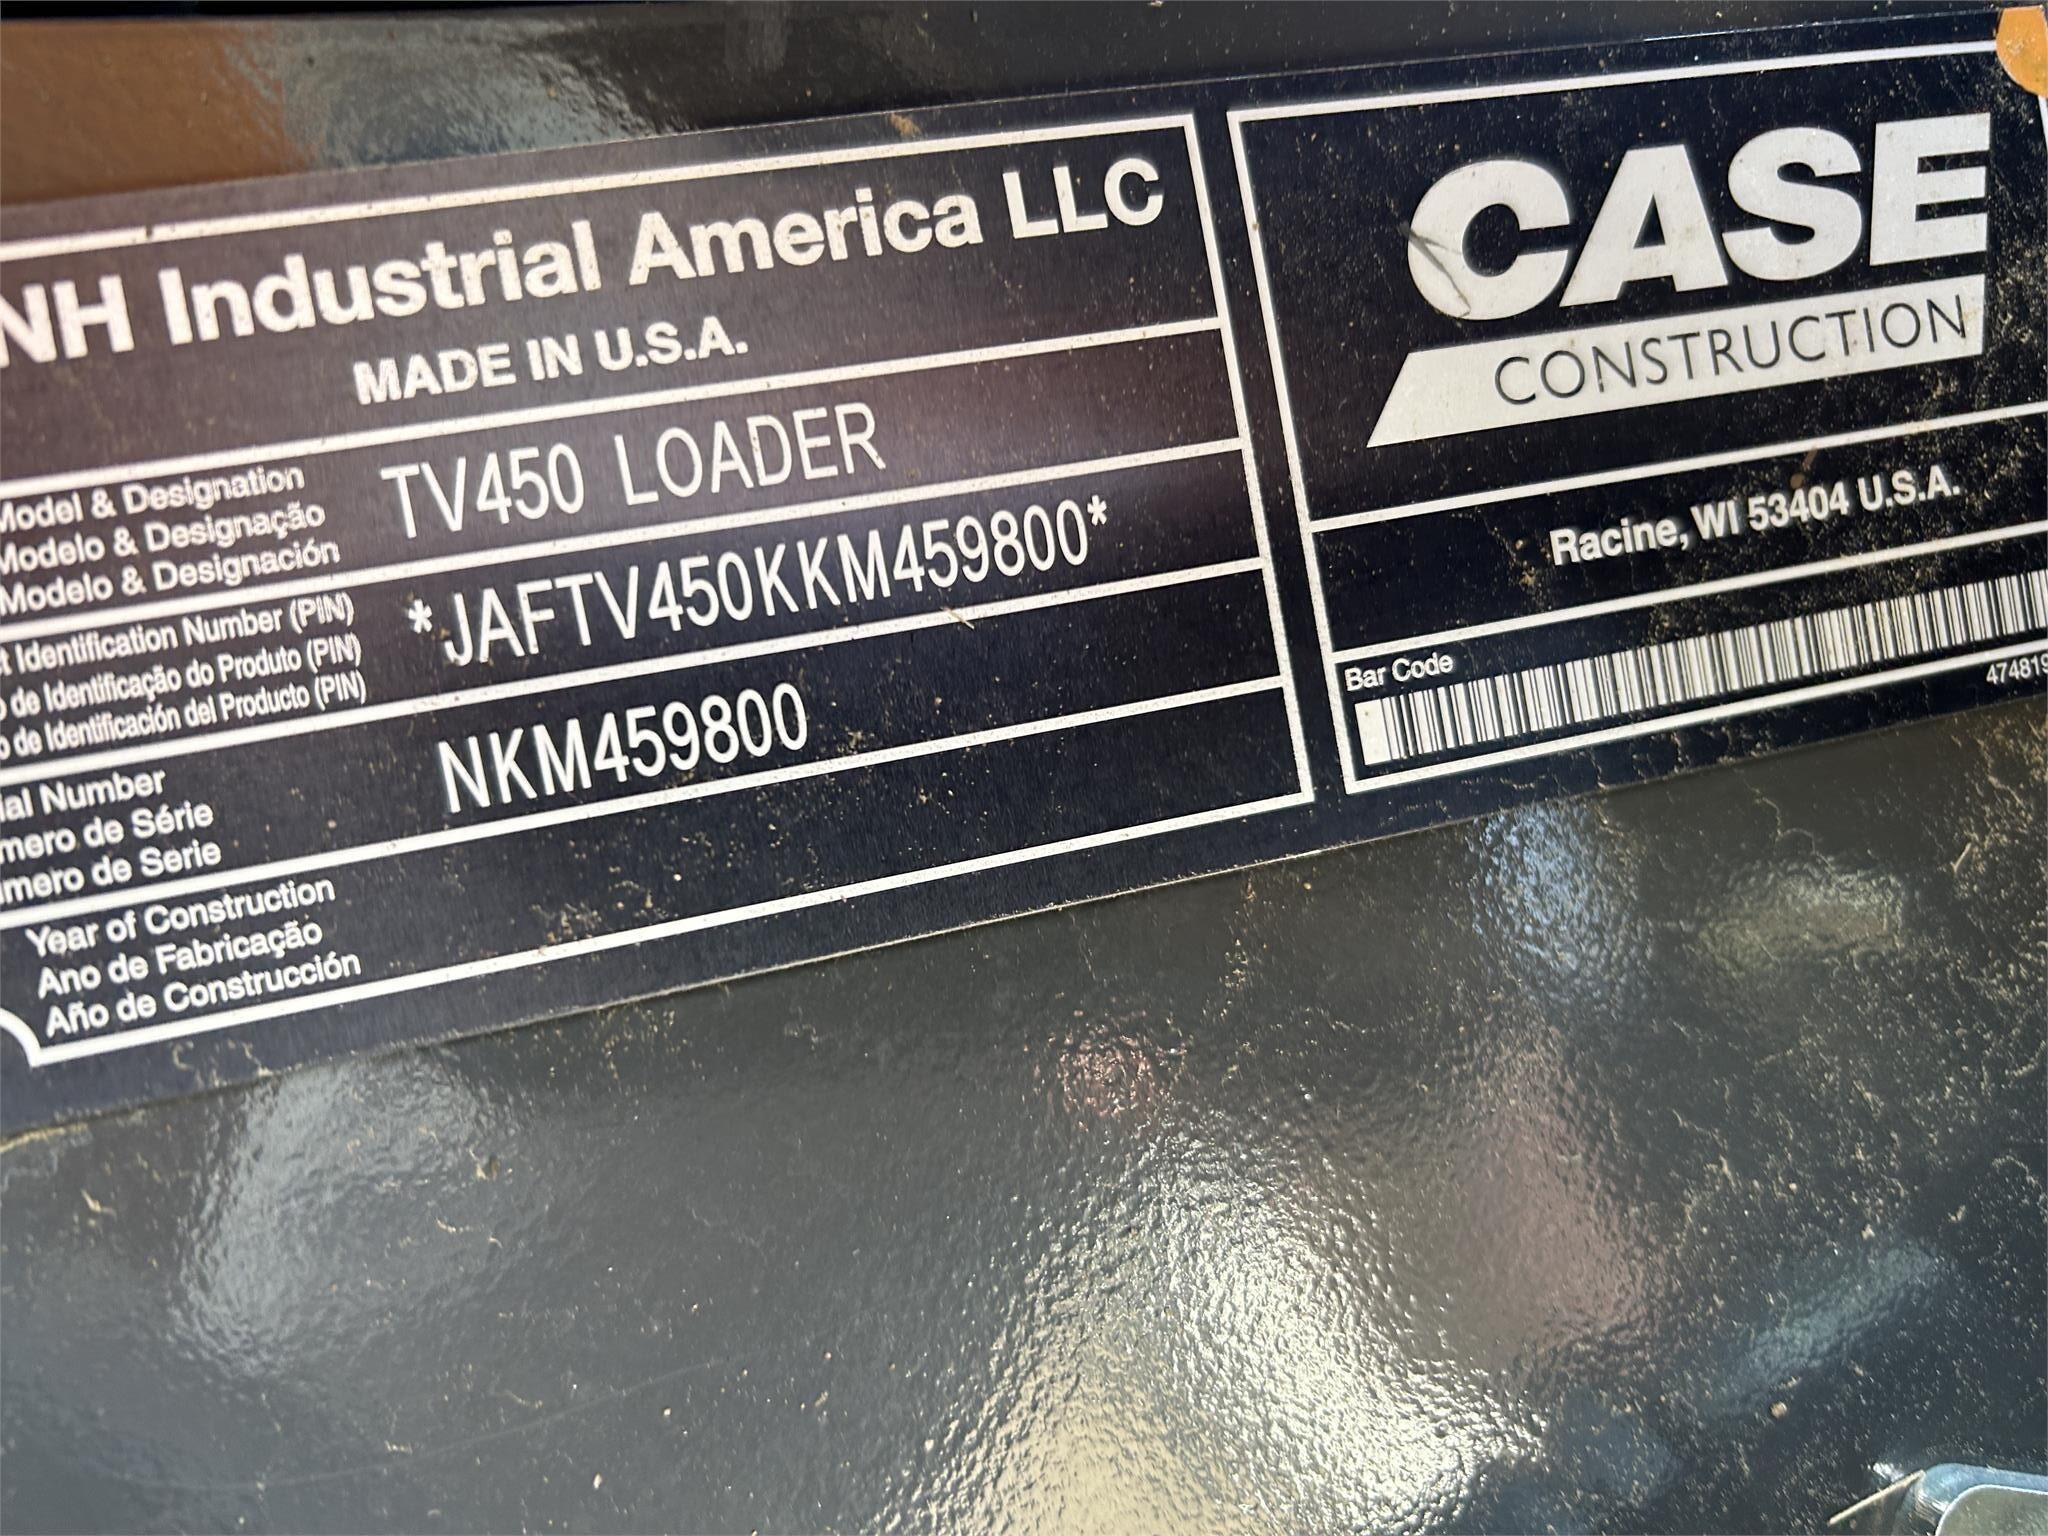 NH Industrial America LLC
MADE IN U.S.A.
Model & Designation
Modelo & Designação
Modelo & Designación
TV450 LOADER
Identification Number (PIN)
de Identificação do Produto (PIN)
de Identificación del Producto (PIN)
*JAFTV450KKM459800*
Number
de Série
de Serie
NKM459800
Year of Construction
Ano de Fabricação
Año de Construcción
CASE
CONSTRUCTION
Racine, WI 53404 U.S.A.
Bar Code
474819